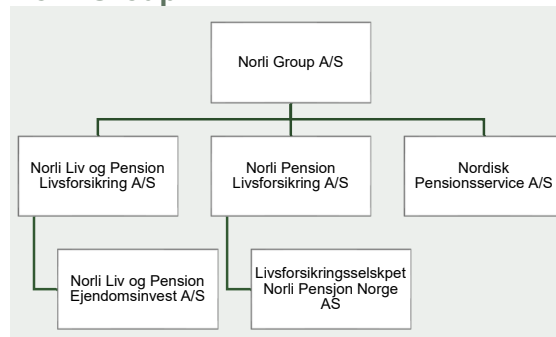 Norli Group A/S
Norli Liv og Pension
Livsforsikring A/S
Norli Pension
Livsforsikring A/S
Nordisk
Pensionsservice A/S
Norli Liv og Pension
Ejendomsinvest A/S
Livsforsikringsselskpet
Norli Pensjon Norge
AS